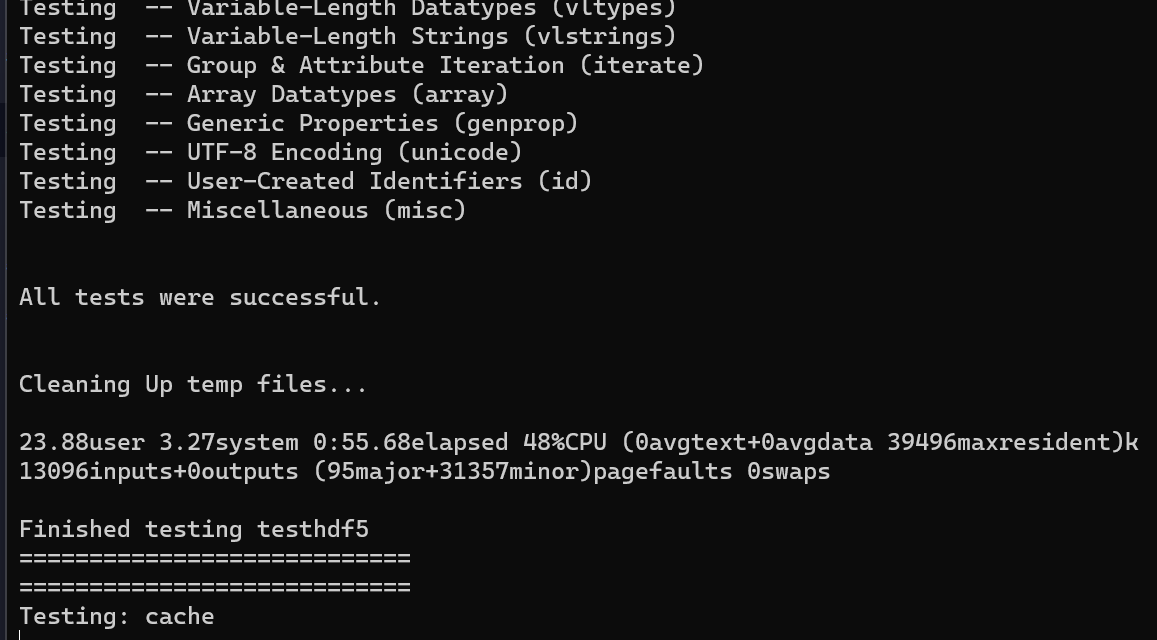 Testing  -- Variable-Length Datatypes (vltypes)
Testing  -- Variable-Length Strings (vlstrings)
Testing  -- Group & Attribute Iteration (iterate)
Testing  -- Array Datatypes (array)
Testing  -- Generic Properties (genprop)
Testing  -- UTF-8 Encoding (unicode)
Testing  -- User-Created Identifiers (id)
Testing  -- Miscellaneous (misc)
All tests were successful.
Cleaning Up temp files...
23.88user 3.27system 0:55.68elapsed 48%CPU (0avgtext+0avgdata 39496maxresident)k
13096inputs+0outputs (95major+31357minor)pagefaults 0swaps
Finished testing testhdf5
============================
============================
Testing: cache